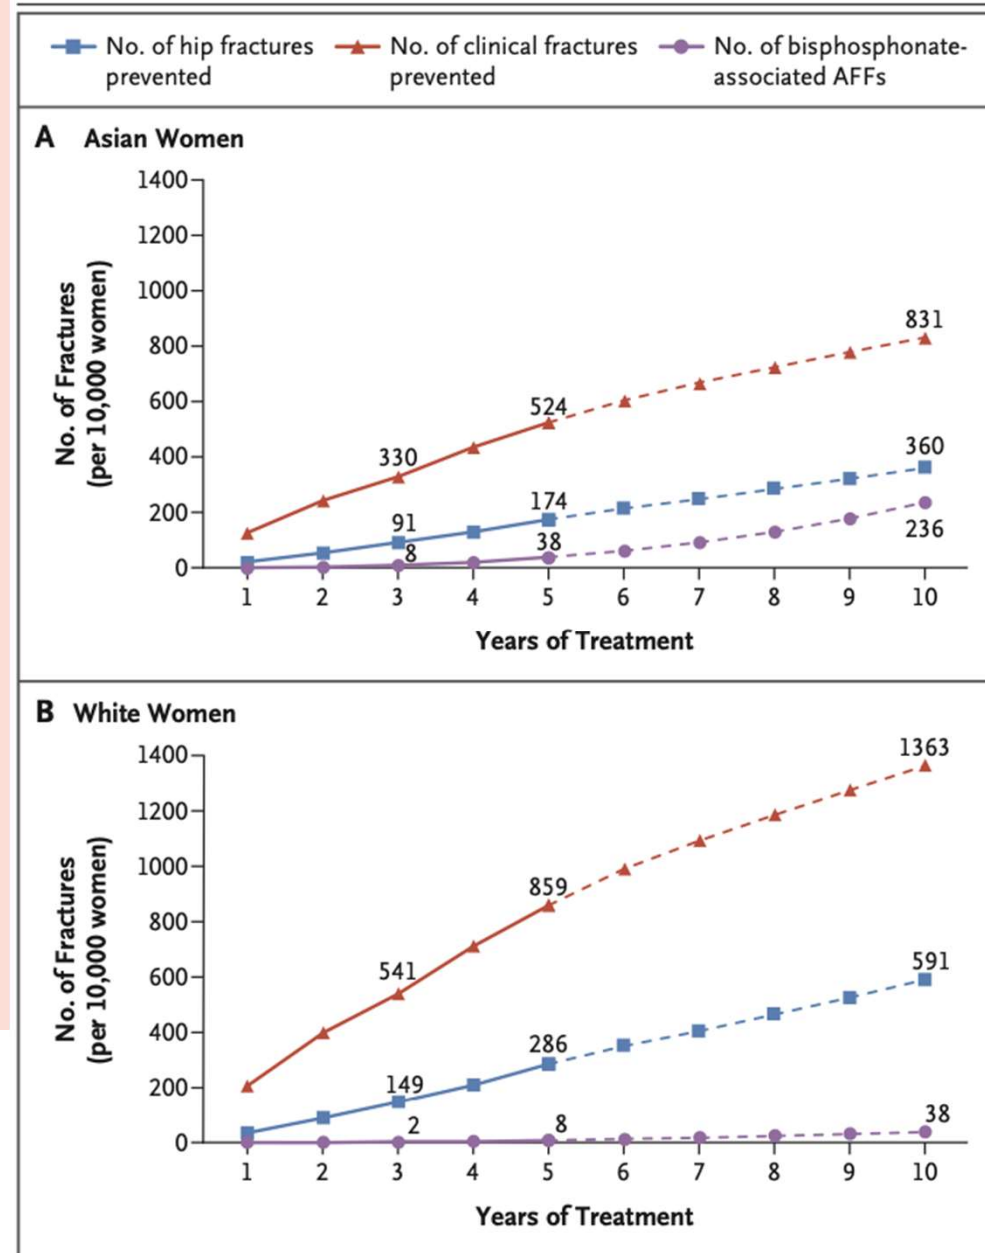 No. of hip fractures prevented
No. of clinical fractures prevented
No. of bisphosphonate-associated AFFs
A Asian Women
No. of Fractures
(per 10,000 women)
1400
1200
1000
800
600
400
200
0
330
524
831
91
174
360
8
38
236
1 2 3 4 5 6 7 8 9 10
Years of Treatment
B White Women
No. of Fractures
(per 10,000 women)
1400
1200
1000
800
600
400
200
0
541
859
1363
149
286
591
2
8
38
1 2 3 4 5 6 7 8 9 10
Years of Treatment